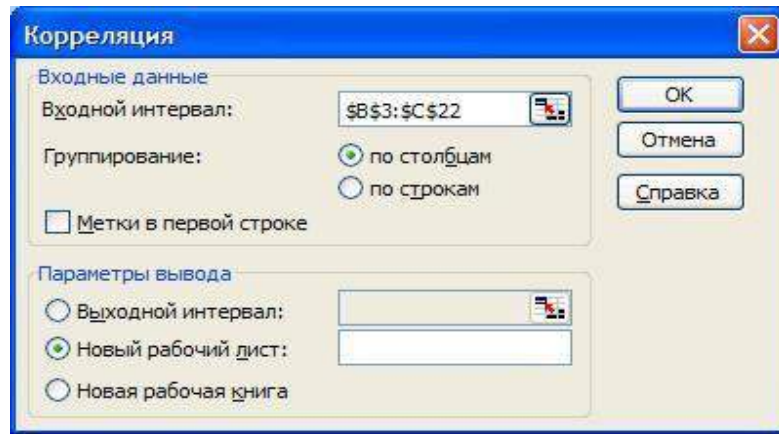 Корреляция
Входные данные
Входной интервал: $B$3:$C$22
Группирование: по столбцам
по строкам
Метки в первой строке
Параметры вывода
Выходной интервал:
Новый рабочий лист:
Новая рабочая книга
OK
Отмена
Справка